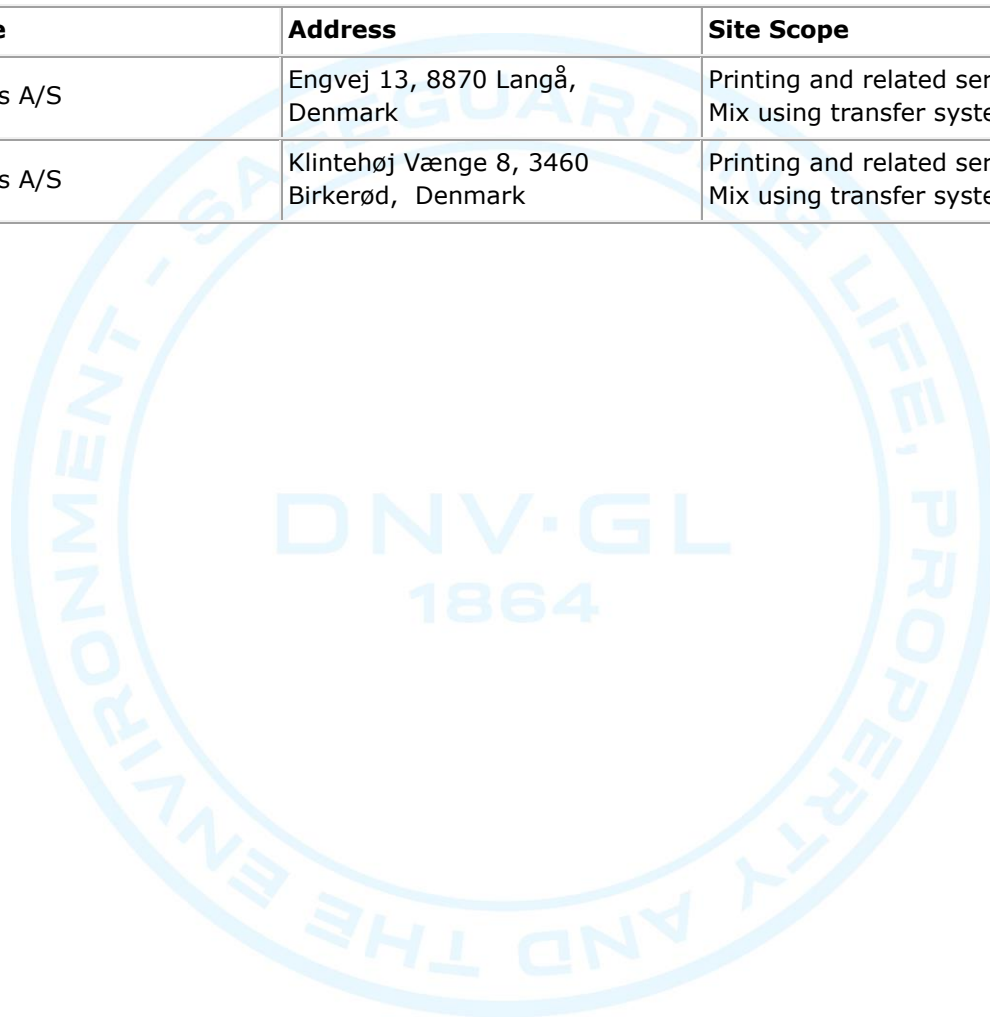 e
Address
Site Scope
s A/S
Engvej 13, 8870 Langå,
Denmark
Printing and related ser
Mix using transfer syste
s A/S
Klintehøj Vænge 8, 3460
Birkerød, Denmark
Printing and related ser
Mix using transfer syste
SAFEGUARDING LIFE, PROPERTY AND THE ENVIRONMENT -
DNV·GL
1864